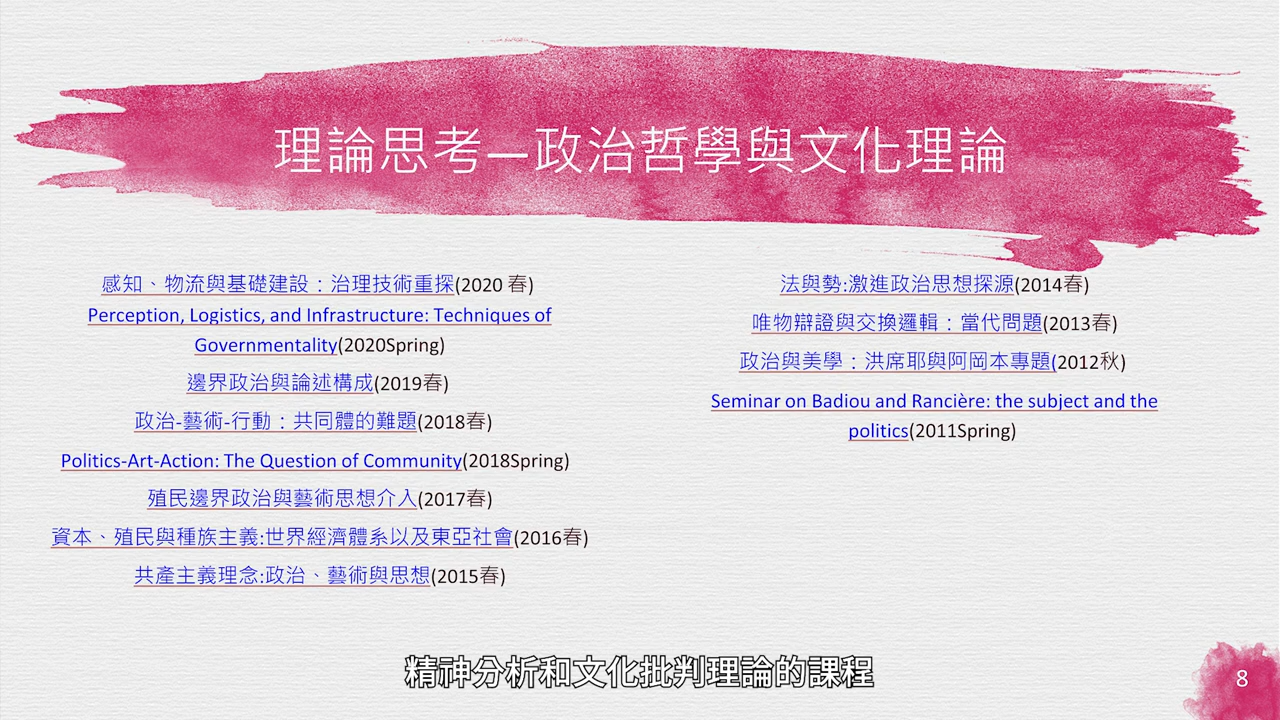 理論思考—政治哲學與文化理論
感知、物流與基礎建設：治理技術重探(2020 春)
Perception, Logistics, and Infrastructure: Techniques of
Governmentality(2020Spring)
邊界政治與論述構成(2019春)
政治-藝術-行動：共同體的難題(2018春)
Politics-Art-Action: The Question of Community(2018Spring)
殖民邊界政治與藝術思想介入(2017春)
資本、殖民與種族主義:世界經濟體系以及東亞社會(2016春)
共產主義理念:政治、藝術與思想(2015春)
法與勢:激進政治思想探源(2014春)
唯物辯證與交換邏輯：當代問題(2013春)
政治與美學：洪席耶與阿岡本專題(2012秋)
Seminar on Badiou and Rancière: the subject and the
politics(2011Spring)
精神分析和文化批判理論的課程
8